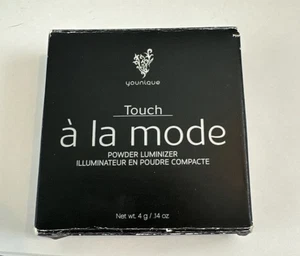 younique
Touch
à la mode
POWDER LUMINIZER
ILLUMINATEUR EN POUDRE COMPACTE
Net wt. 4 g / .14 oz